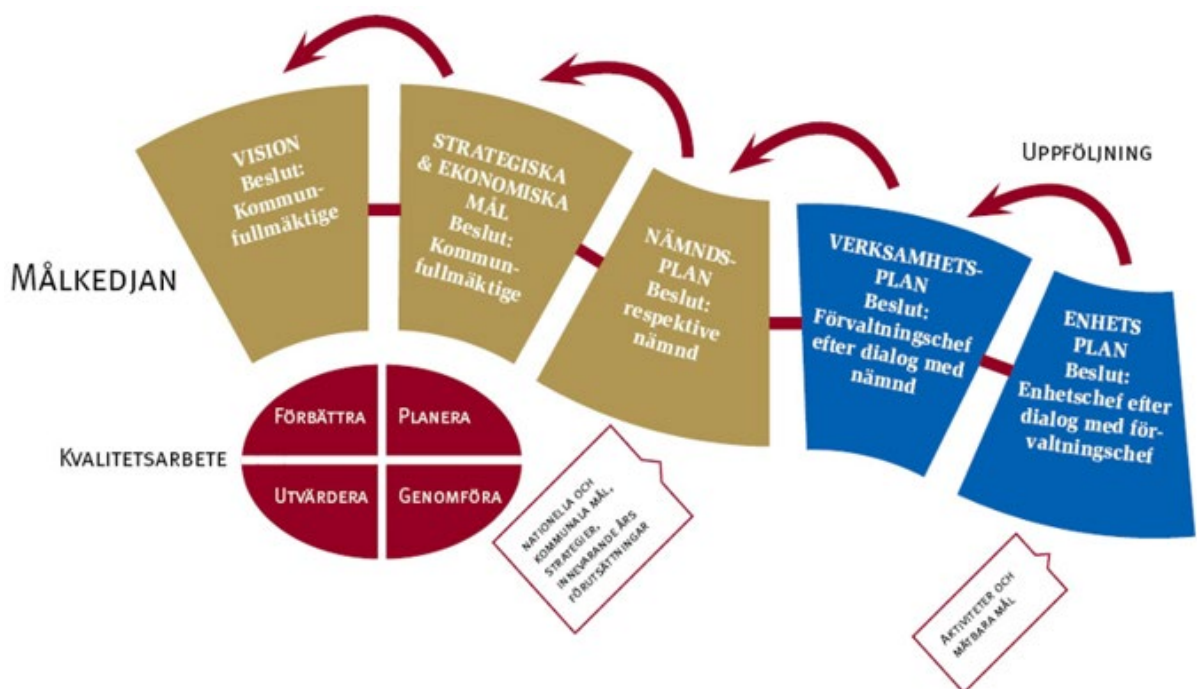 MÅLKEDJAN
VISION
Beslut:
Kommun-
fullmäktige
STRATEGISKA
& EKONOMISKA
MÅL
Beslut:
Kommun-
fullmäktige
NÄMNDS-
PLAN
Beslut:
respektive
nämnd
VERKSAMHETS-
PLAN
Beslut:
Förvaltningschef
efter dialog med
nämnd
ENHETS
PLAN
Beslut:
Enhetschef efter
dialog med för-
valtningschef
UPPFÖLJNING
KVALITETSARBETE
FÖRBÄTTRA
PLANERA
UTVÄRDERA
GENOMFÖRA
NATIONELLA OCH
KOMMUNALA MÅL,
STRATEGIER,
INNEVARANDE ÅRS
FÖRUTSÄTTNINGAR
AKTIVITETER OCH
MÄTBARA MÅL